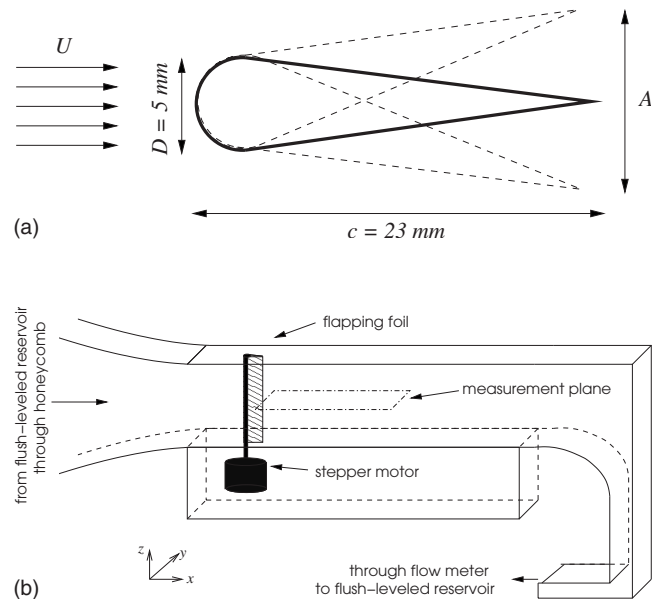 U
D = 5 mm
A
c = 23 mm
(a)
from flush-leveled reservoir
through honeycomb
flapping foil
measurement plane
stepper motor
z
y
x
through flow meter
to flush-leveled reservoir
(b)